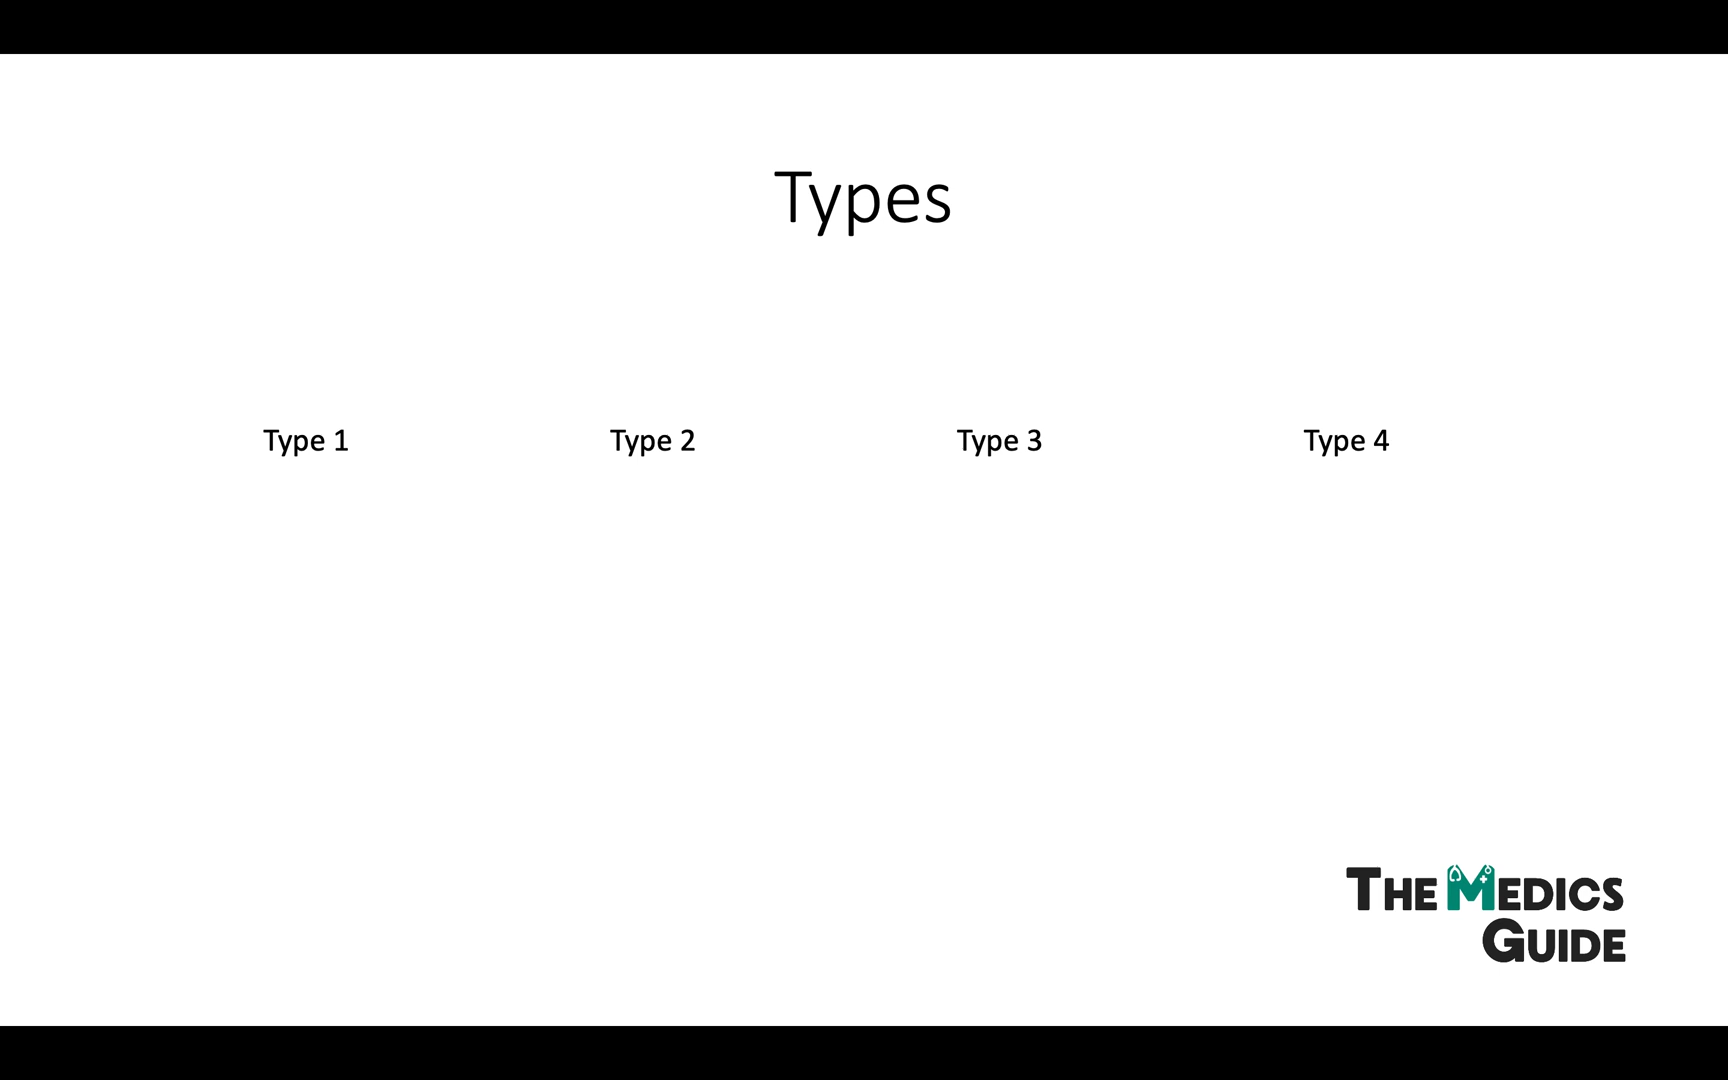 Types
Type 1 Type 2 Type 3 Type 4
THE MEDICS
GUIDE